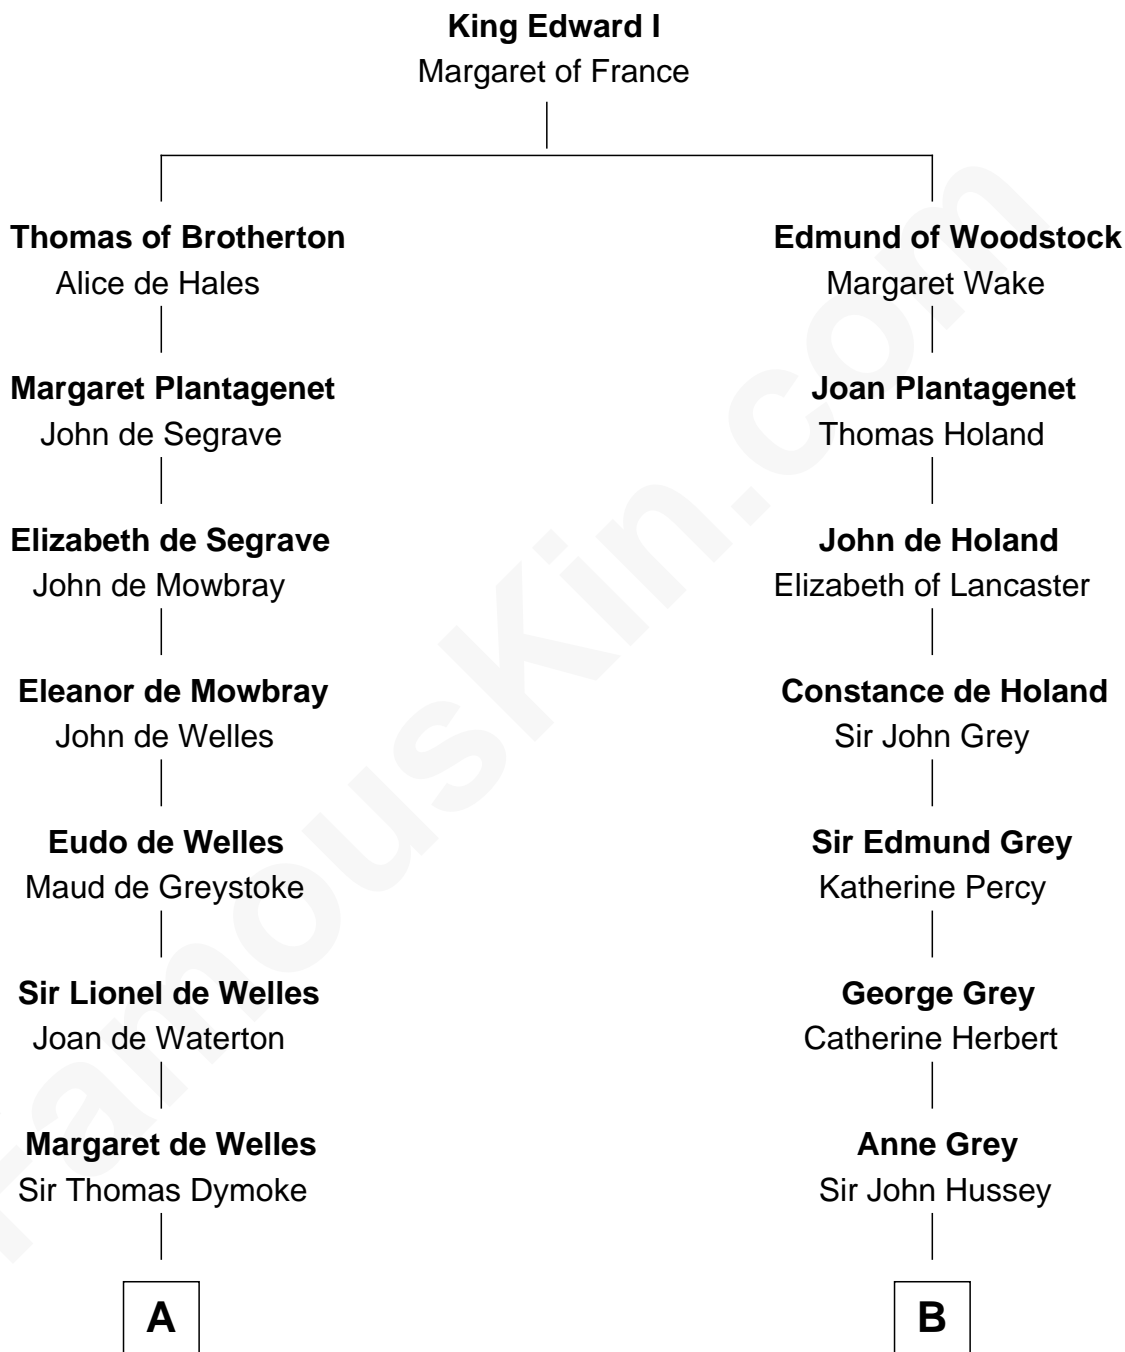 King Edward I
Margaret of France
Thomas of Brotherton
Alice de Hales
Edmund of Woodstock
Margaret Wake
Margaret Plantagenet
John de Segrave
Joan Plantagenet
Thomas Holand
Elizabeth de Segrave
John de Mowbray
John de Holand
Elizabeth of Lancaster
Eleanor de Mowbray
John de Welles
Constance de Holand
Sir John Grey
Eudo de Welles
Maud de Greystoke
Sir Edmund Grey
Katherine Percy
Sir Lionel de Welles
Joan de Waterton
George Grey
Catherine Herbert
Margaret de Welles
Sir Thomas Dymoke
Anne Grey
Sir John Hussey
A
B
FamousKin.com